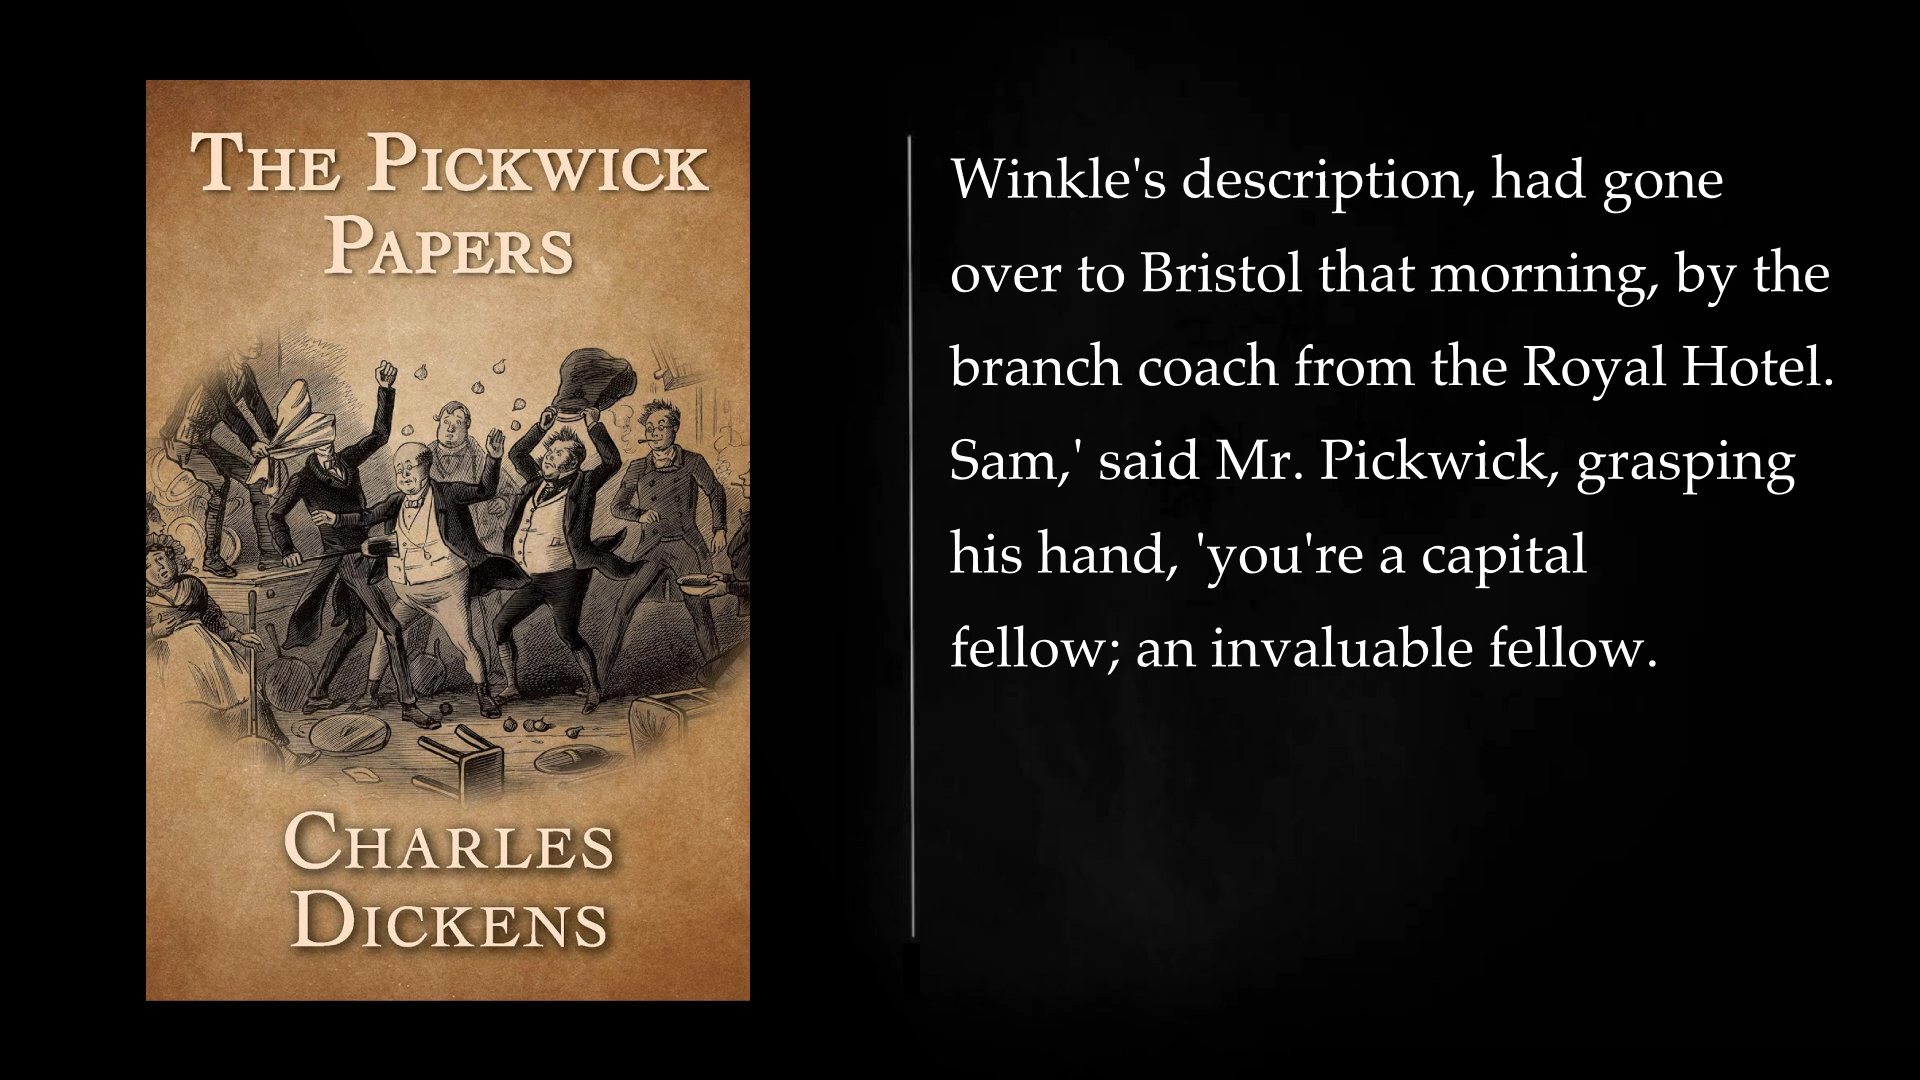 THE PICKWICK
PAPERS
CHARLES
DICKENS
Winkle's description, had gone
over to Bristol that morning, by the
branch coach from the Royal Hotel.
Sam,' said Mr. Pickwick, grasping
his hand, 'you're a capital
fellow; an invaluable fellow.